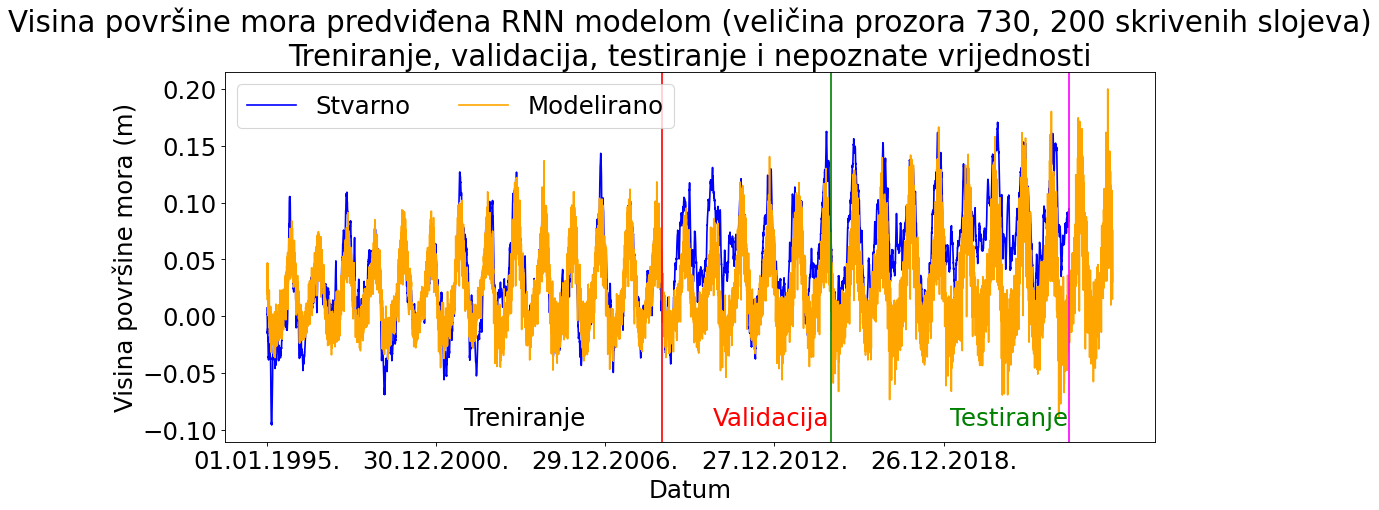 Visina površine mora predviđena RNN modelom (veličina prozora 730, 200 skrivenih slojeva)
Treniranje, validacija, testiranje i nepoznate vrijednosti
Stvarno
Modelirano
Visina površine mora (m)
0.20
0.15
0.10
0.05
0.00
−0.05
−0.10
Treniranje
Validacija
Testiranje
01.01.1995.
30.12.2000.
29.12.2006.
27.12.2012.
26.12.2018.
Datum